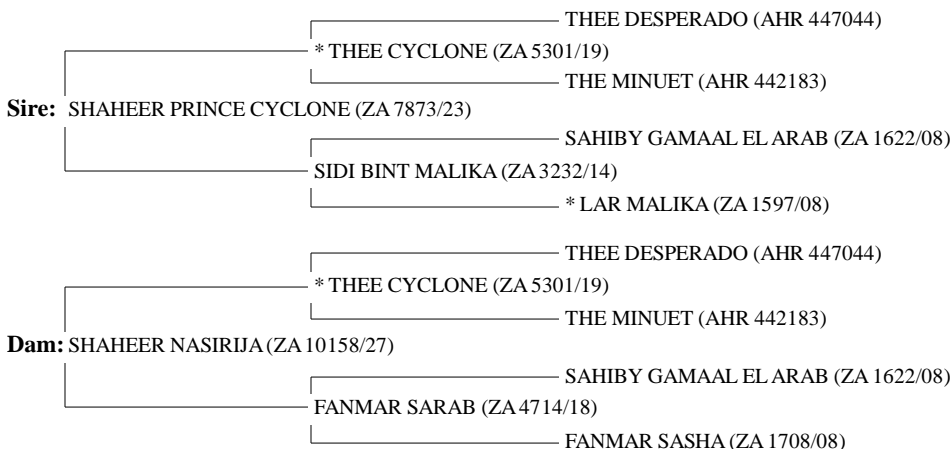 THEE DESPERADO (AHR 447044)
* THEE CYCLONE (ZA 5301/19)
THE MINUET (AHR 442183)
Sire: SHAHEER PRINCE CYCLONE (ZA 7873/23)
SAHIBY GAMAAL EL ARAB (ZA 1622/08)
SIDI BINT MALIKA (ZA 3232/14)
* LAR MALIKA (ZA 1597/08)
THEE DESPERADO (AHR 447044)
* THEE CYCLONE (ZA 5301/19)
THE MINUET (AHR 442183)
Dam: SHAHEER NASIRIJA (ZA 10158/27)
SAHIBY GAMAAL EL ARAB (ZA 1622/08)
FANMAR SARAB (ZA 4714/18)
FANMAR SASHA (ZA 1708/08)